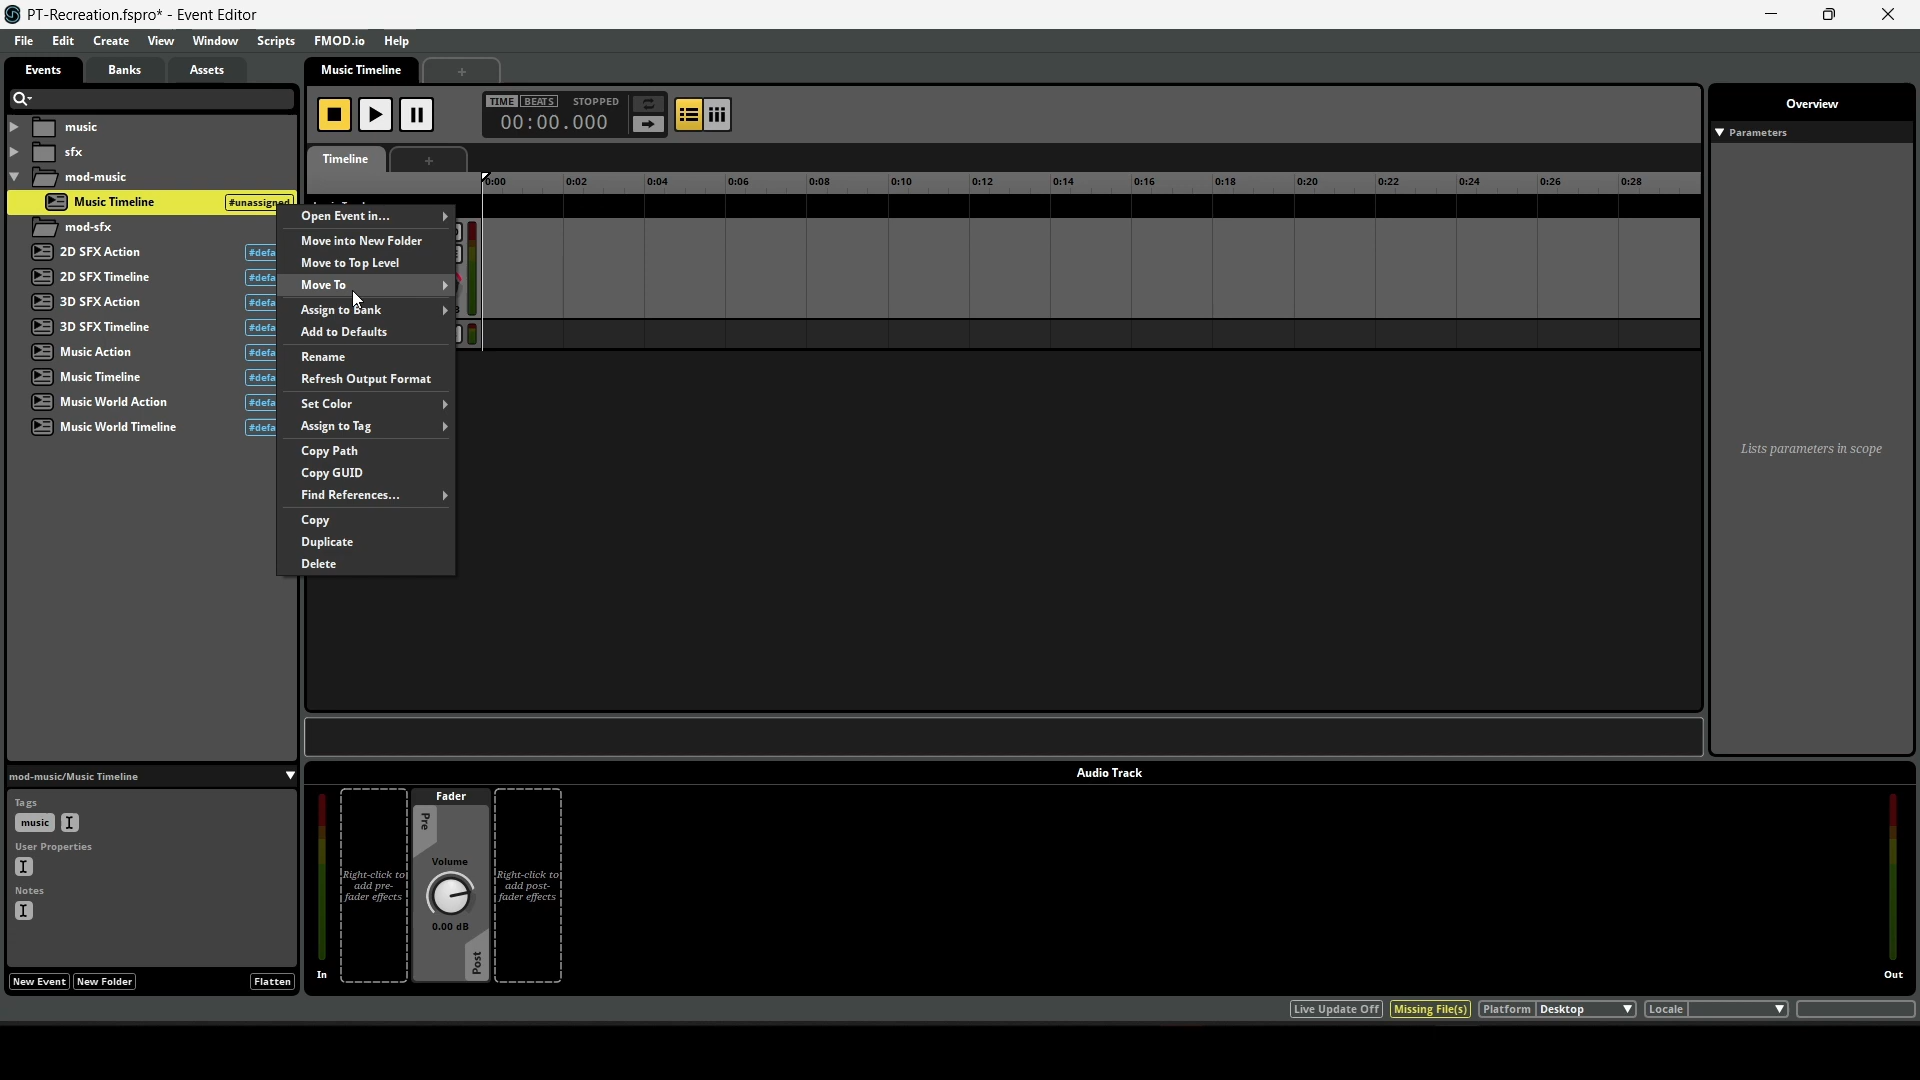 PT-Recreation.fspro* - Event Editor
File Edit Create View Window Scripts FMOD.io Help
Events Banks Assets
Music Timeline +
music
sfx
mod-music
Music Timeline #unassigned
mod-sfx
2D SFX Action #defa
2D SFX Timeline #defa
3D SFX Action #defa
3D SFX Timeline #defa
Music Action #defa
Music Timeline #defa
Music World Action #defa
Music World Timeline #defa
Open Event in...
Move into New Folder
Move to Top Level
Move To
Assign to Bank
Add to Defaults
Rename
Refresh Output Format
Set Color
Assign to Tag
Copy Path
Copy GUID
Find References...
Copy
Duplicate
Delete
TIME BEATS STOPPED
00:00.000
Timeline +
0:00 0:02 0:04 0:06 0:08 0:10 0:12 0:14 0:16 0:18 0:20 0:22 0:24 0:26 0:28
Overview
Parameters
Lists parameters in scope
mod-music/Music Timeline
Tags
music
User Properties
Notes
New Event New Folder Flatten
Audio Track
Fader
Pre
Volume
0.00 dB
Post
Right-click to
add pre-
fader effects
Right-click to
add post-
fader effects
In
Out
Live Update Off Missing File(s) Platform Desktop Locale